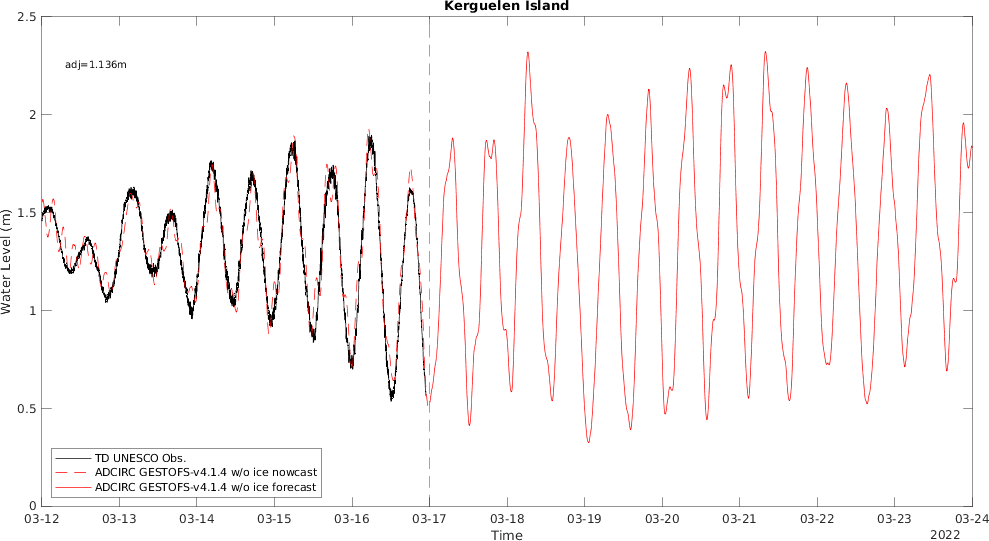 Kerguelen Island
2.5
adj=1.136m
2
1.5
Water Level (m)
1
0.5
TD UNESCO Obs.
ADCIRC GESTOFS-v4.1.4 w/o ice nowcast
ADCIRC GESTOFS-v4.1.4 w/o ice forecast
0
03-12 03-13 03-14 03-15 03-16 03-17 03-18 03-19 03-20 03-21 03-22 03-23 03-24
Time
2022